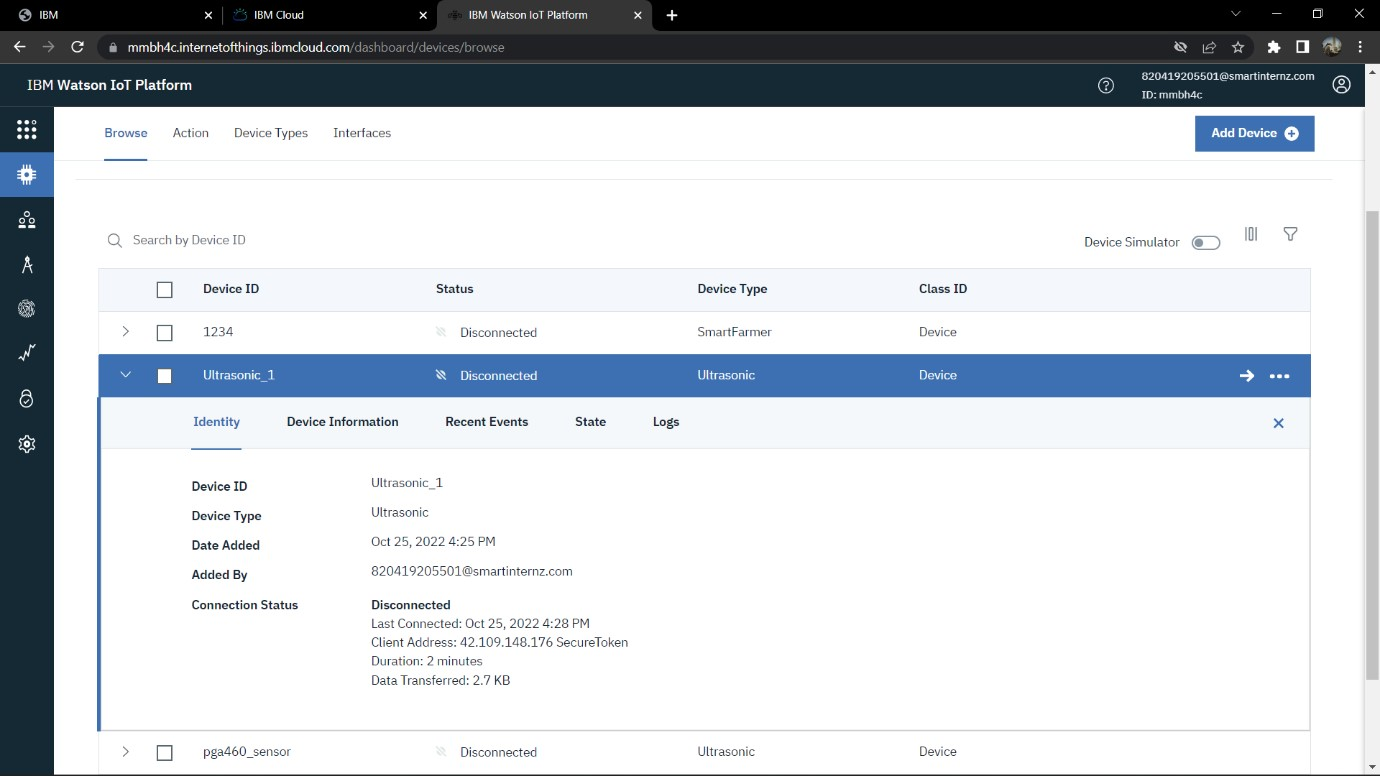 IBM
IBM Cloud
IBM Watson IoT Platform
mmbh4c.internetofthings.ibmcloud.com/dashboard/devices/browse
IBM Watson IoT Platform
820419205501@smartinternz.com
ID: mmbh4c
Browse Action Device Types Interfaces
Add Device
Search by Device ID
Device Simulator
Device ID Status Device Type Class ID
1234 Disconnected SmartFarmer Device
Ultrasonic_1 Disconnected Ultrasonic Device
Identity Device Information Recent Events State Logs
Device ID Ultrasonic_1
Device Type Ultrasonic
Date Added Oct 25, 2022 4:25 PM
Added By 820419205501@smartinternz.com
Connection Status Disconnected
Last Connected: Oct 25, 2022 4:28 PM
Client Address: 42.109.148.176 SecureToken
Duration: 2 minutes
Data Transferred: 2.7 KB
pga460_sensor Disconnected Ultrasonic Device